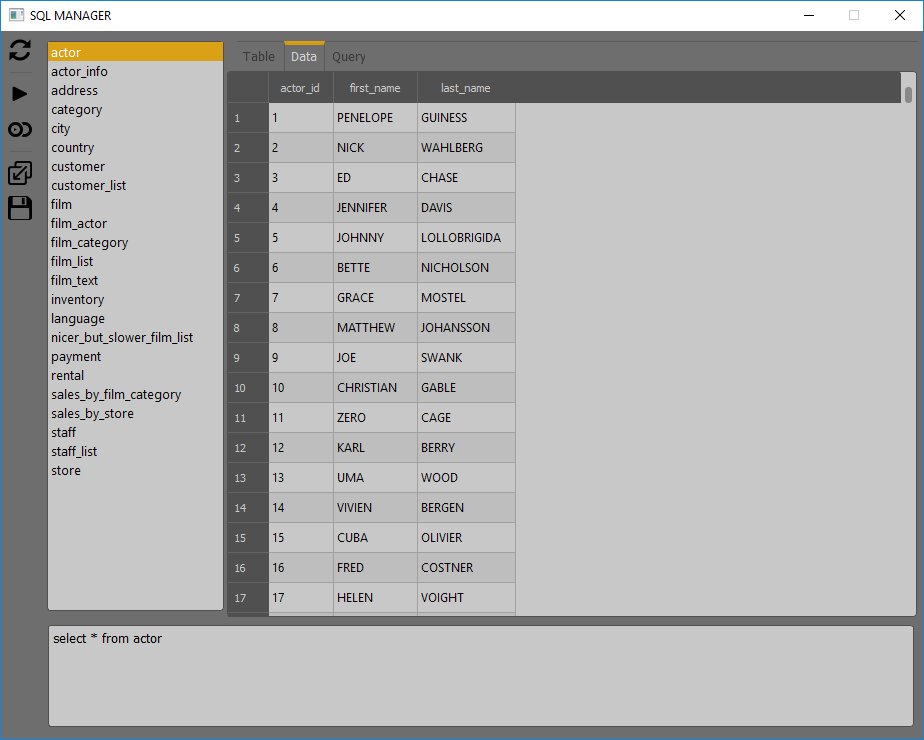 SQL MANAGER
actor
actor_info
address
category
city
country
customer
customer_list
film
film_actor
film_category
film_list
film_text
inventory
language
nicer_but_slower_film_list
payment
rental
sales_by_film_category
sales_by_store
staff
staff_list
store
Table Data Query
actor_id first_name last_name
1 1 PENELOPE GUINESS
2 2 NICK WAHLBERG
3 3 ED CHASE
4 4 JENNIFER DAVIS
5 5 JOHNNY LOLLOBRIGIDA
6 6 BETTE NICHOLSON
7 7 GRACE MOSTEL
8 8 MATTHEW JOHANSSON
9 9 JOE SWANK
10 10 CHRISTIAN GABLE
11 11 ZERO CAGE
12 12 KARL BERRY
13 13 UMA WOOD
14 14 VIVIEN BERGEN
15 15 CUBA OLIVIER
16 16 FRED COSTNER
17 17 HELEN VOIGHT
select * from actor